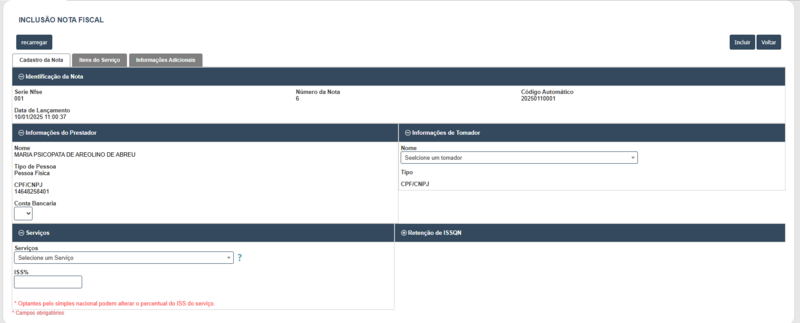 INCLUSÃO NOTA FISCAL
recarregar
Incluir Voltar
Cadastro da Nota Itens do Serviço Informações Adicionais
Identificação da Nota
Serie Nfse Número da Nota Código Automático
001 6 20250110001
Data de Lançamento
10/01/2025 11:00:37
Informações do Prestador Informações de Tomador
Nome Nome
MARIA PSICOPATA DE AREOLINO DE ABREU Seelcione um tomador
Tipo de Pessoa Tipo
Pessoa Física
CPF/CNPJ CPF/CNPJ
14648258401
Conta Bancaria
Serviços Retenção de ISSQN
Serviços
Selecione um Serviço ?
ISS%
* Optantes pelo simples nacional podem alterar o percentual do ISS do serviço.
* Campos obrigatórios